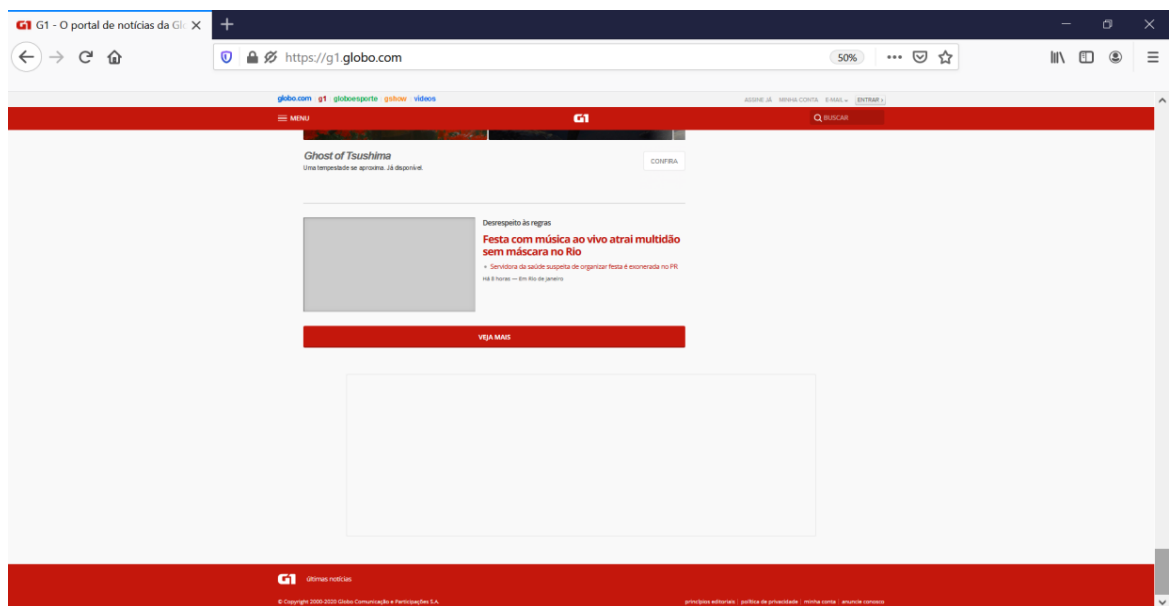 G1 G1 - O portal de notícias da Gl
https://g1.globo.com 50%
globo.com g1 globoesporte gshow vídeos ASSINE JÁ MINHA CONTA E-MAIL ENTRAR ›
MENU G1 BUSCAR
Ghost of Tsushima
Uma tempestade se aproxima. Já disponível.
CONFIRA
Desrespeito às regras
Festa com música ao vivo atrai multidão
sem máscara no Rio
Servidora da saúde suspeita de organizar festa é exonerada no PR
Há 8 horas — Em Rio de Janeiro
VEJA MAIS
G1 últimas notícias
© Copyright 2000-2020 Globo Comunicação e Participações S.A. princípios editoriais | política de privacidade | minha conta | anuncie conosco